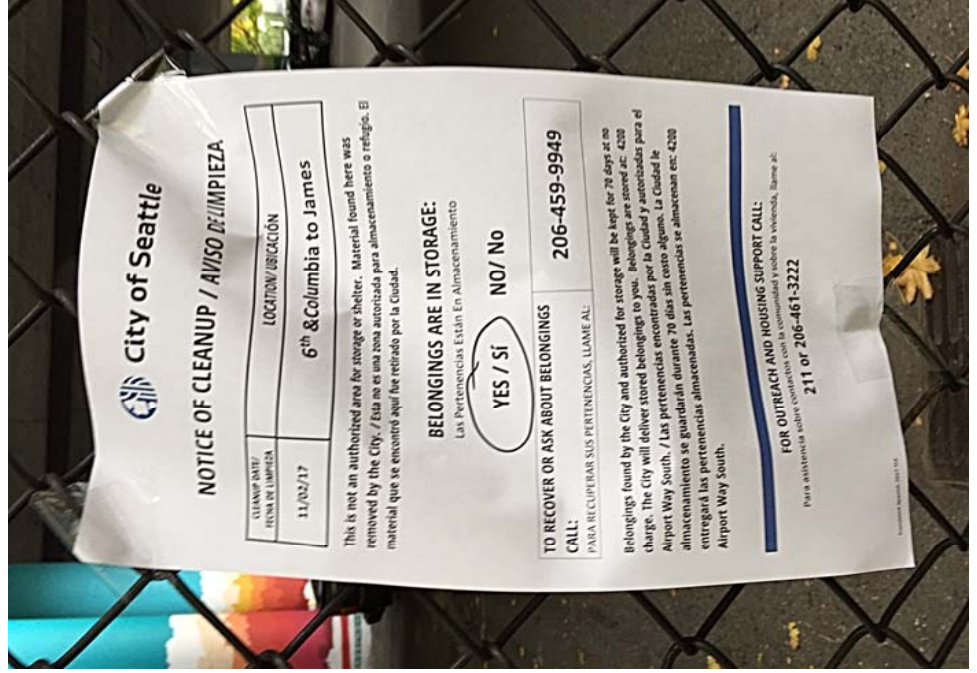 City of Seattle
NOTICE OF CLEANUP / AVISO DE LIMPIEZA
CLEANUP DATE/
FECHA DE LIMPIEZA
LOCATION/ UBICACIÓN
11/02/17
6th &Columbia to James
This is not an authorized area for storage or shelter. Material found here was
removed by the City. / Esta no es una zona autorizada para almacenamiento o refugio. El
material que se encontró aquí fue retirado por la Ciudad.
BELONGINGS ARE IN STORAGE:
Las Pertenencias Están En Almacenamiento
YES / Sí NO/ No
TO RECOVER OR ASK ABOUT BELONGINGS
CALL:
PARA RECUPERAR SUS PERTENENCIAS, LLAME AL:
206-459-9949
Belongings found by the City and authorized for storage will be kept for 70 days at no
charge. The City will deliver stored belongings to you. Belongings are stored at: 4200
Airport Way South. / Las pertenencias encontradas por la Ciudad y autorizadas para el
almacenamiento se guardarán durante 70 días sin costo alguno. La Ciudad le
entregará las pertenencias almacenadas. Las pertenencias se almacenan en: 4200
Airport Way South.
FOR OUTREACH AND HOUSING SUPPORT CALL:
Para asistencia sobre contactos con la comunidad y sobre la vivienda, llame al:
211 or 206-461-3222